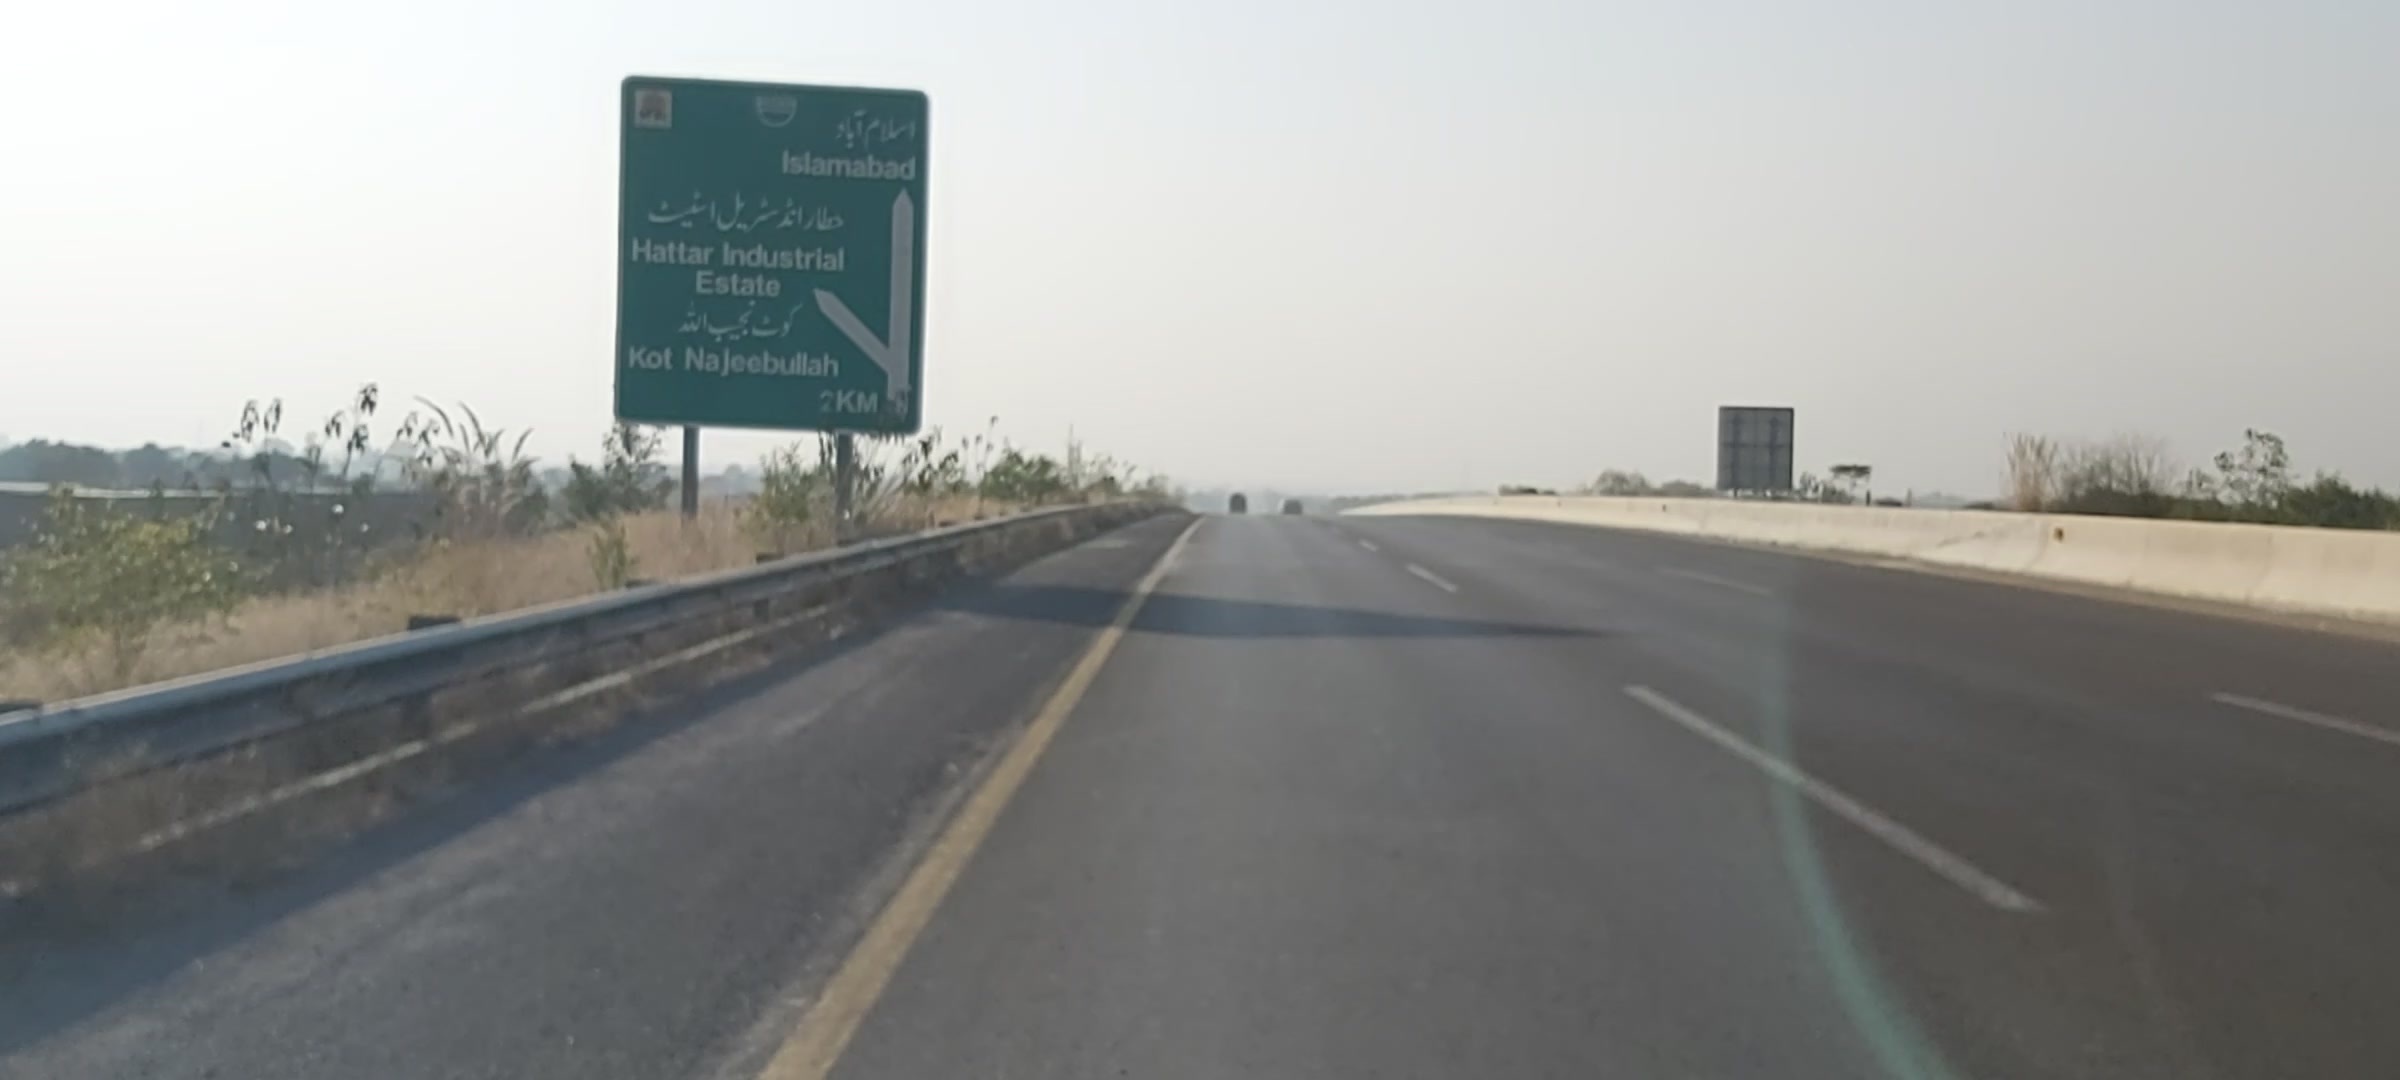 اسلام آباد
Islamabad
حطار انڈسٹریل اسٹیٹ
Hattar Industrial
Estate
کوٹ نجیب اللہ
Kot Najeebullah
2KM